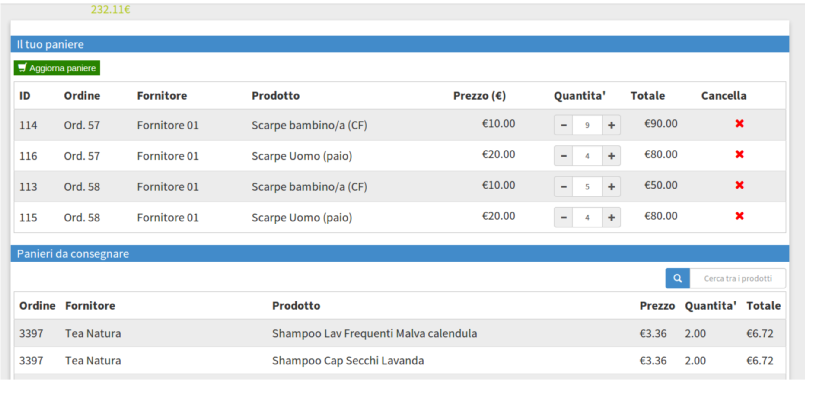 232.11€
Il tuo paniere
Aggiorna paniere
ID Ordine Fornitore Prodotto Prezzo (€) Quantita' Totale Cancella
114 Ord. 57 Fornitore 01 Scarpe bambino/a (CF) €10.00 - 9 + €90.00
116 Ord. 57 Fornitore 01 Scarpe Uomo (paio) €20.00 - 4 + €80.00
113 Ord. 58 Fornitore 01 Scarpe bambino/a (CF) €10.00 - 5 + €50.00
115 Ord. 58 Fornitore 01 Scarpe Uomo (paio) €20.00 - 4 + €80.00
Panieri da consegnare
Cerca tra i prodotti
Ordine Fornitore Prodotto Prezzo Quantita' Totale
3397 Tea Natura Shampoo Lav Frequenti Malva calendula €3.36 2.00 €6.72
3397 Tea Natura Shampoo Cap Secchi Lavanda €3.36 2.00 €6.72